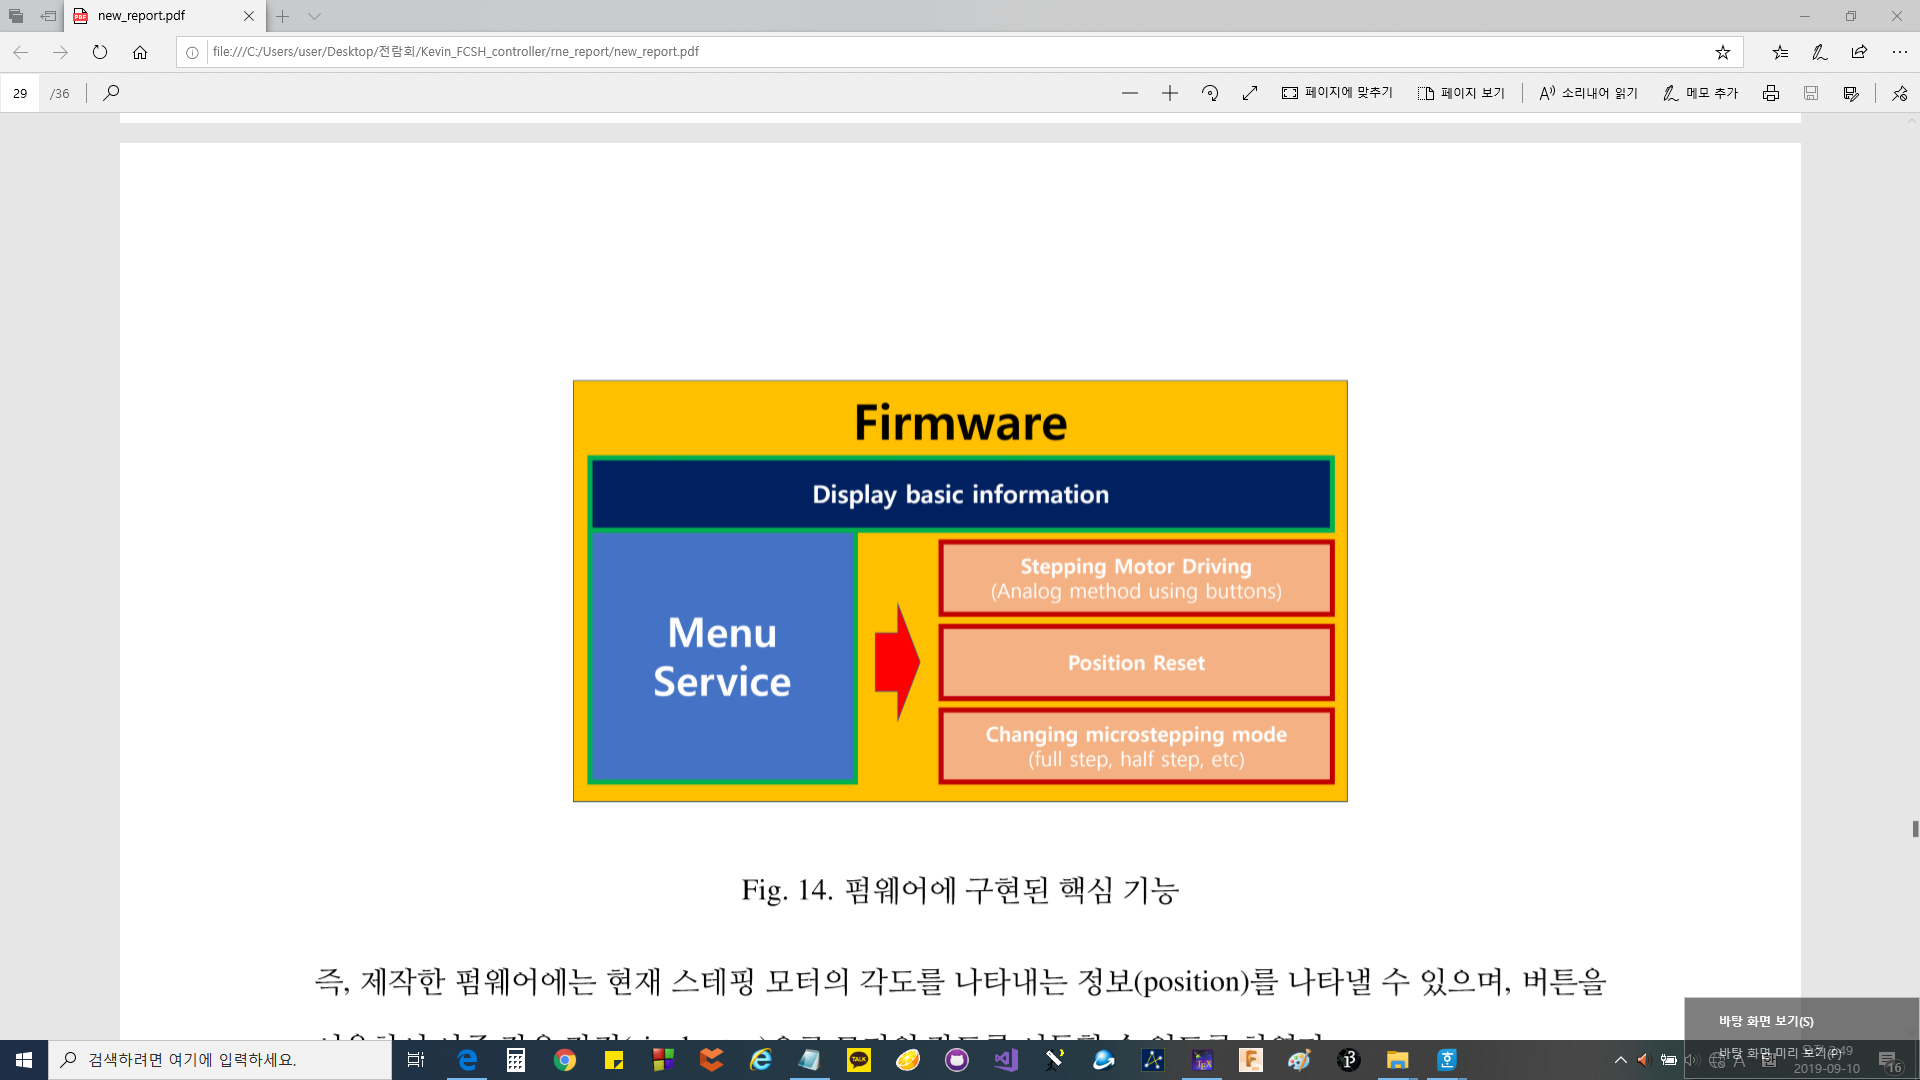 new_report.pdf
file:///C:/Users/user/Desktop/전람회/Kevin_FCSH_controller/rne_report/new_report.pdf
29 /36
페이지에 맞추기
페이지 보기
소리내어 읽기
메모 추가
Firmware
Display basic information
Menu
Service
Stepping Motor Driving
(Analog method using buttons)
Position Reset
Changing microstepping mode
(full step, half step, etc)
Fig. 14. 펌웨어에 구현된 핵심 기능
즉, 제작한 펌웨어에는 현재 스테핑 모터의 각도를 나타내는 정보(position)를 나타낼 수 있으며, 버튼을
바탕 화면 보기(S)
바탕 화면 미리 보기(P)
검색하려면 여기에 입력하세요.
2019-09-10
16